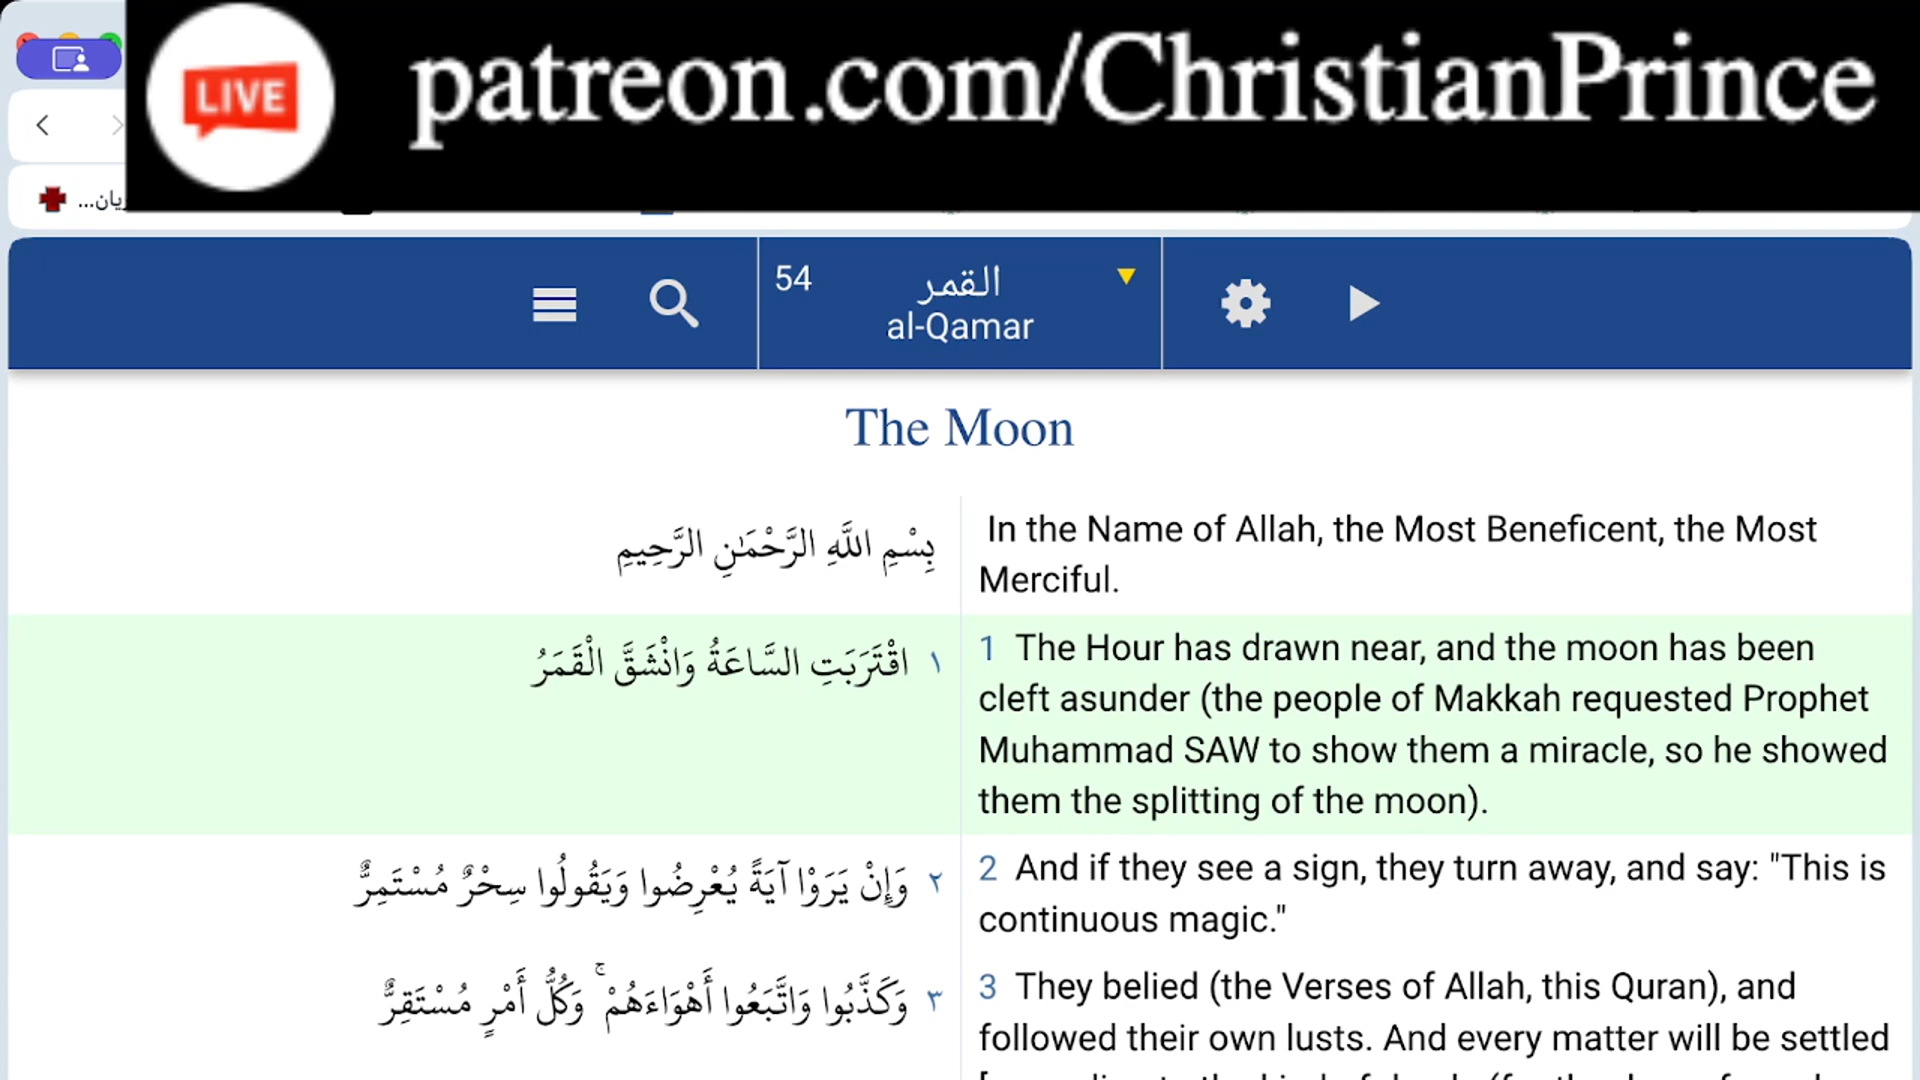 LIVE
patreon.com/ChristianPrince
54
القمر
al-Qamar
The Moon
بِسْمِ اللَّهِ الرَّحْمَٰنِ الرَّحِيمِ
In the Name of Allah, the Most Beneficent, the Most
Merciful.
١ اقْتَرَبَتِ السَّاعَةُ وَانْشَقَّ الْقَمَرُ
1 The Hour has drawn near, and the moon has been
cleft asunder (the people of Makkah requested Prophet
Muhammad SAW to show them a miracle, so he showed
them the splitting of the moon).
٢ وَإِنْ يَرَوْا آيَةً يُعْرِضُوا وَيَقُولُوا سِحْرٌ مُسْتَمِرٌّ
2 And if they see a sign, they turn away, and say: "This is
continuous magic."
٣ وَكَذَّبُوا وَاتَّبَعُوا أَهْوَاءَهُمْ ۚ وَكُلُّ أَمْرٍ مُسْتَقِرٌّ
3 They belied (the Verses of Allah, this Quran), and
followed their own lusts. And every matter will be settled